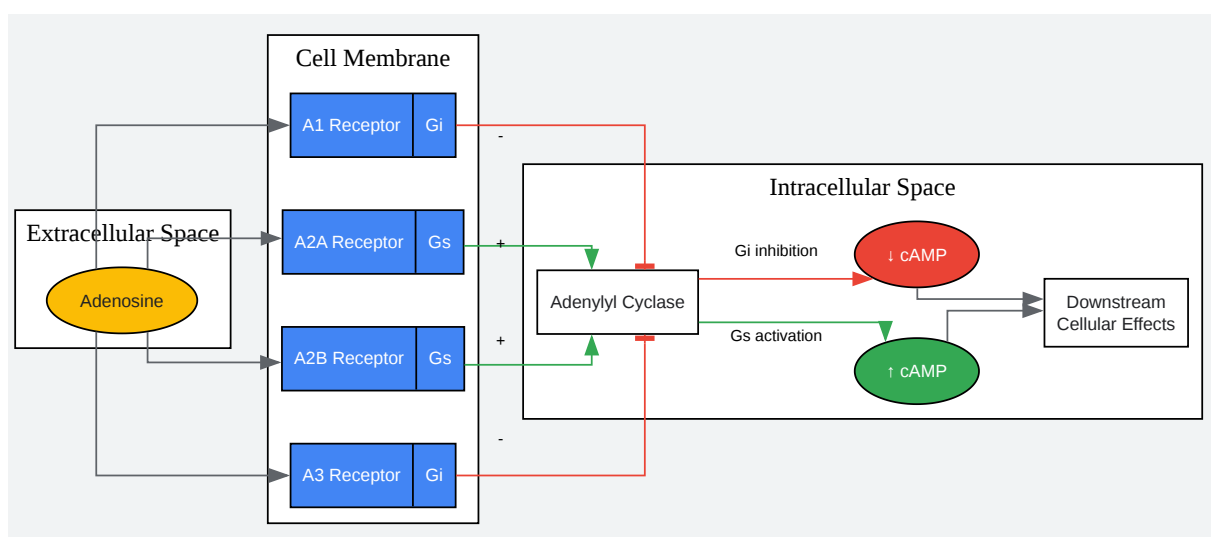 Cell Membrane
A1 Receptor
Gi
-
Intracellular Space
Extracellular Space
A2A Receptor
Gs
+
Gi inhibition
↓ cAMP
Adenosine
Adenylyl Cyclase
Downstream
Cellular Effects
A2B Receptor
Gs
+
Gs activation
↑ cAMP
-
A3 Receptor
Gi